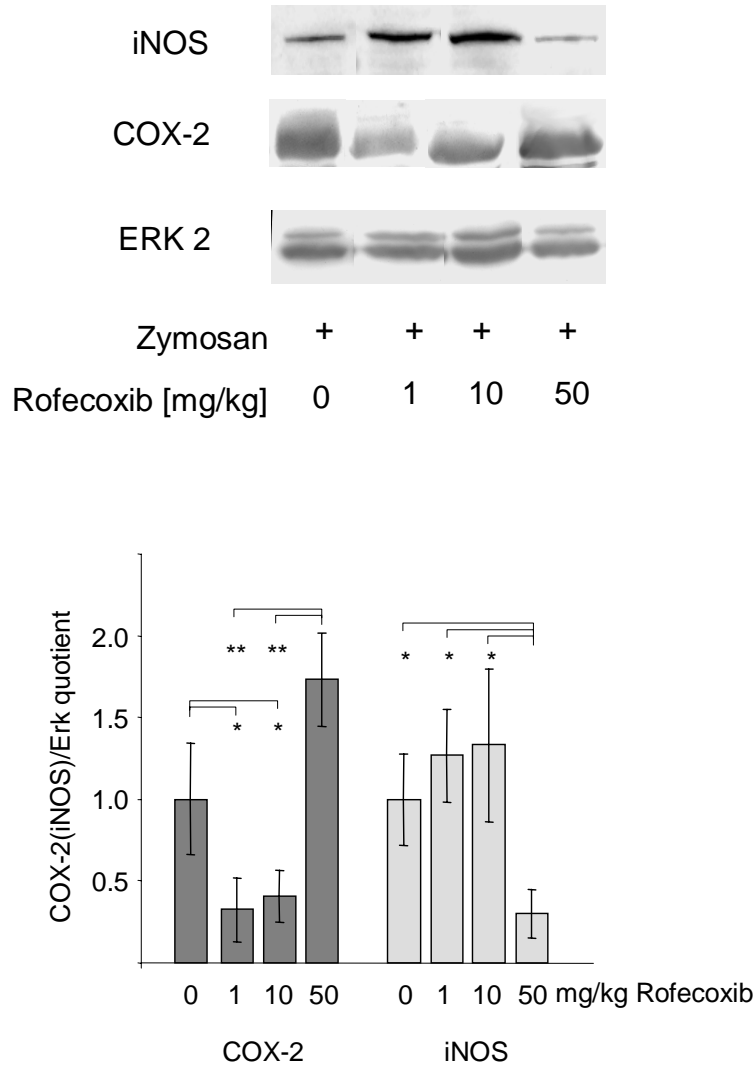 iNOS
COX-2
ERK 2
Zymosan + + + +
Rofecoxib [mg/kg] 0 1 10 50
COX-2(iNOS)/Erk quotient
2.0
** ** * * *
1.5
* *
1.0
0.5
0 1 10 50 0 1 10 50 mg/kg Rofecoxib
COX-2 iNOS